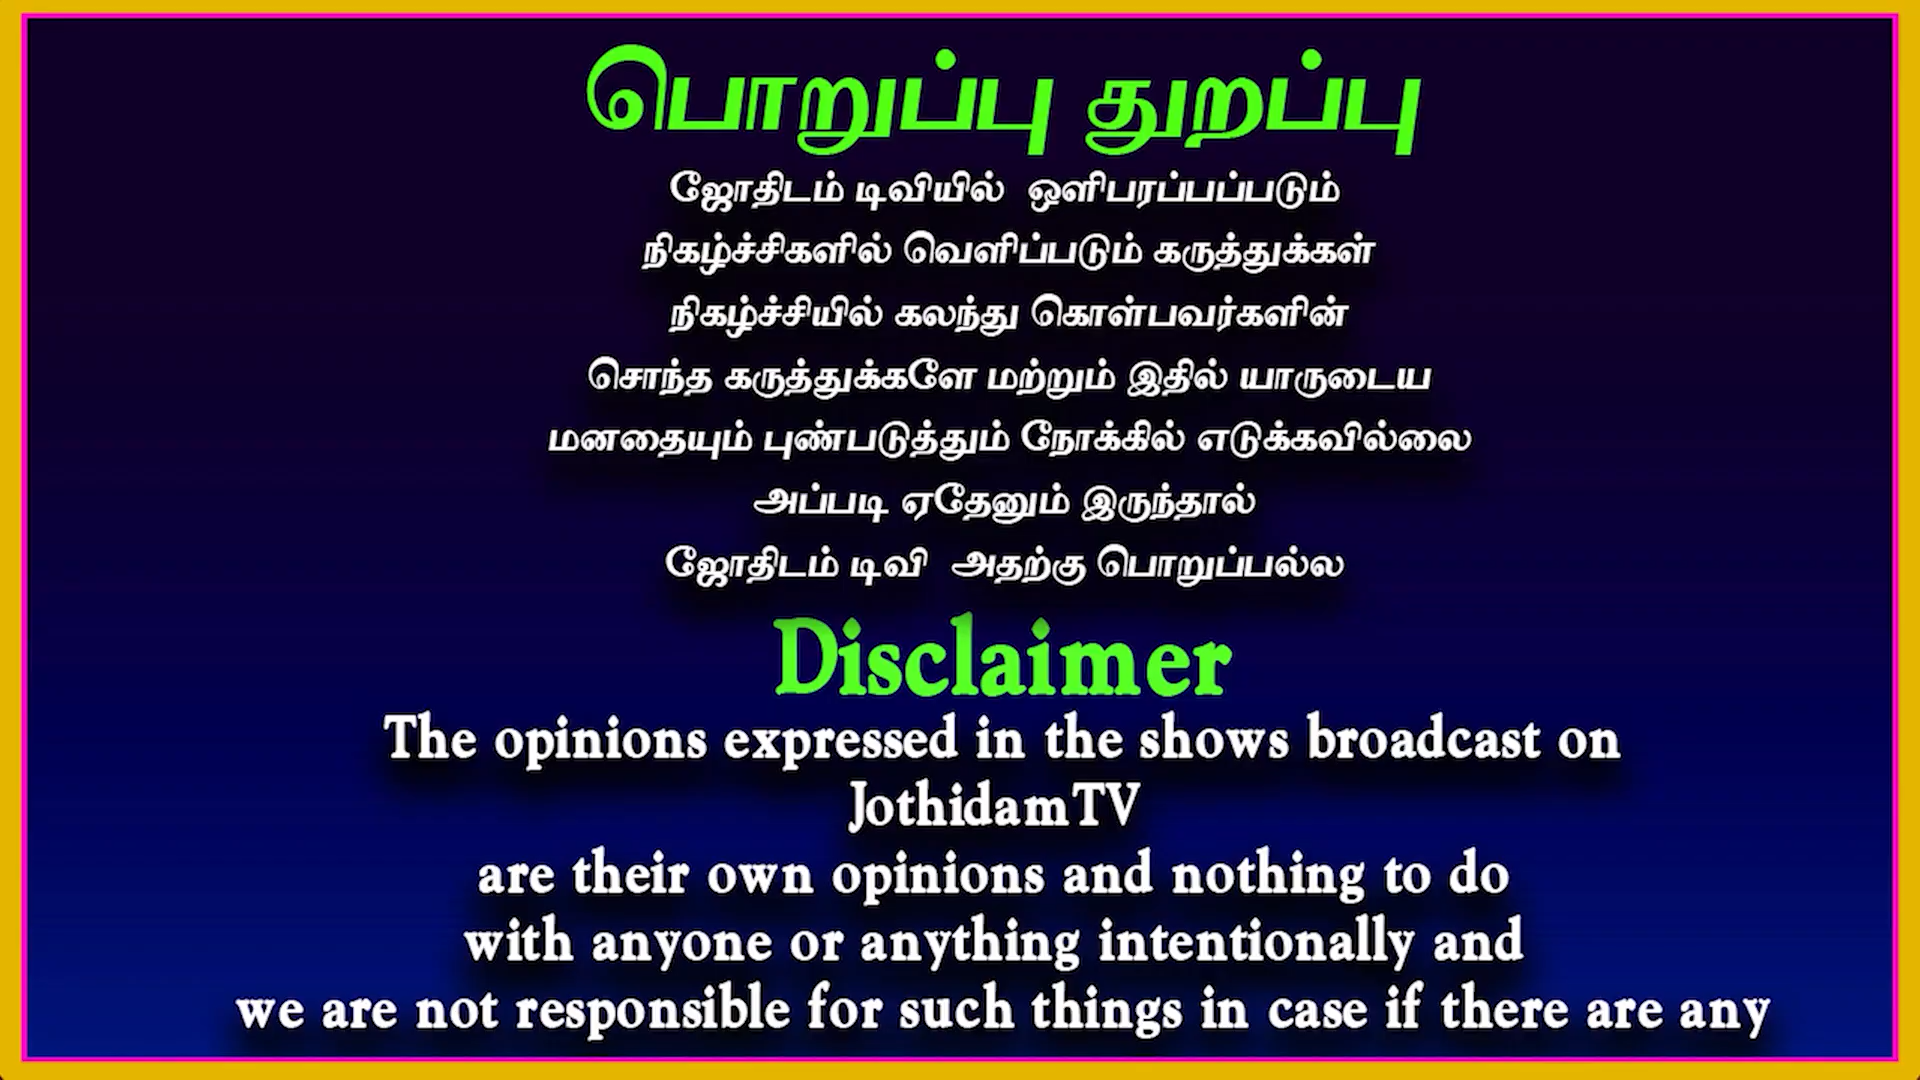 பொறுப்பு துறப்பு
ஜோதிடம் டிவியில் ஒளிபரப்பப்படும்
நிகழ்ச்சிகளில் வெளிப்படும் கருத்துக்கள்
நிகழ்ச்சியில் கலந்து கொள்பவர்களின்
சொந்த கருத்துக்களே மற்றும் இதில் யாருடைய
மனதையும் புண்படுத்தும் நோக்கில் எடுக்கவில்லை
அப்படி ஏதேனும் இருந்தால்
ஜோதிடம் டிவி அதற்கு பொறுப்பல்ல
Disclaimer
The opinions expressed in the shows broadcast on
JothidamTV
are their own opinions and nothing to do
with anyone or anything intentionally and
we are not responsible for such things in case if there are any